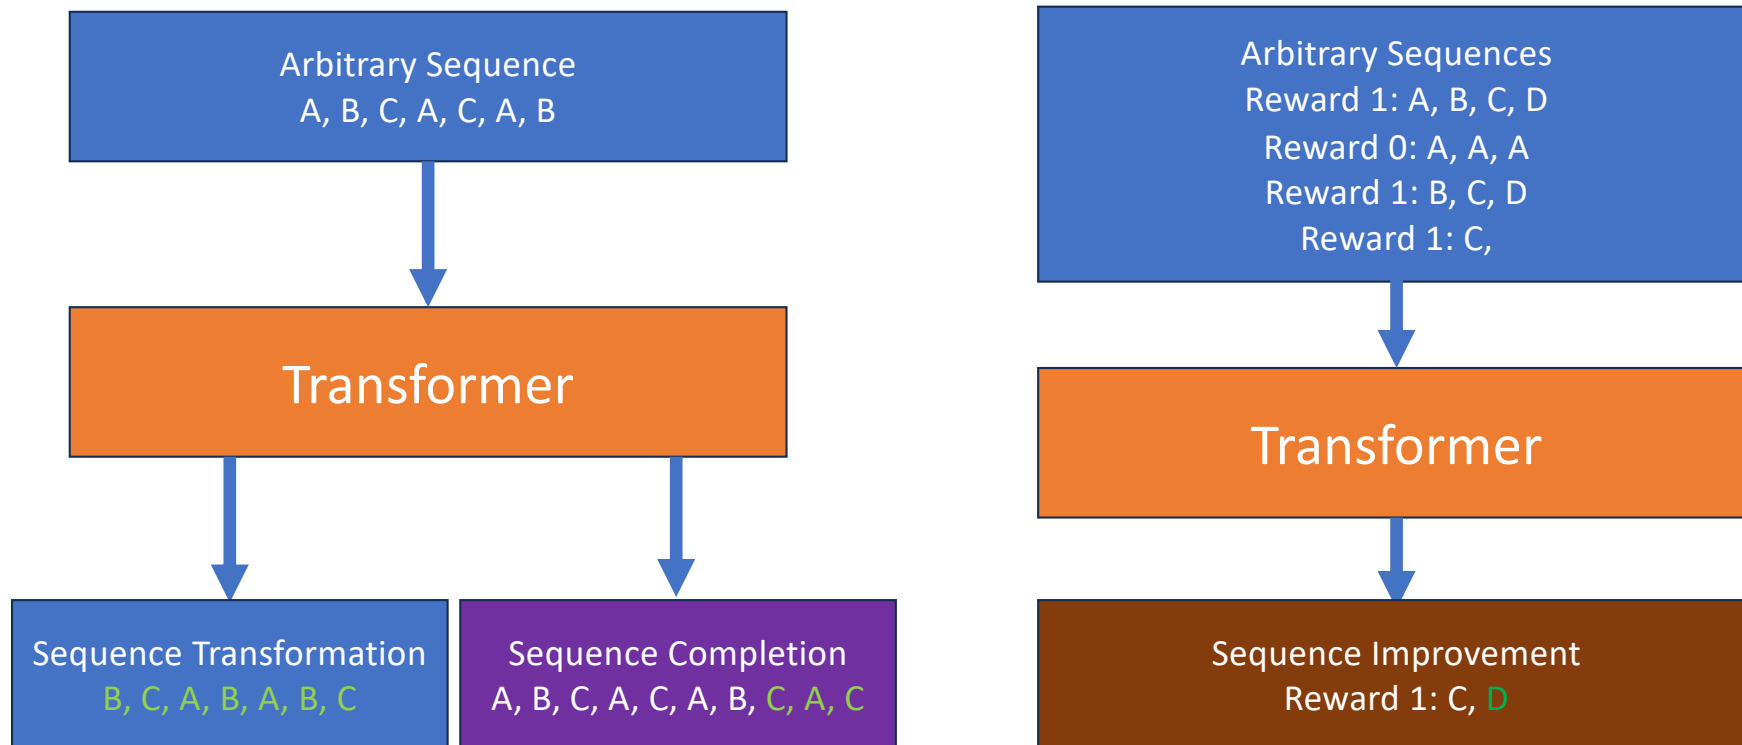 Arbitrary Sequence
A, B, C, A, C, A, B
Transformer
Sequence Transformation
B, C, A, B, A, B, C
Sequence Completion
A, B, C, A, C, A, B, C, A, C
Arbitrary Sequences
Reward 1: A, B, C, D
Reward 0: A, A, A
Reward 1: B, C, D
Reward 1: C,
Transformer
Sequence Improvement
Reward 1: C, D